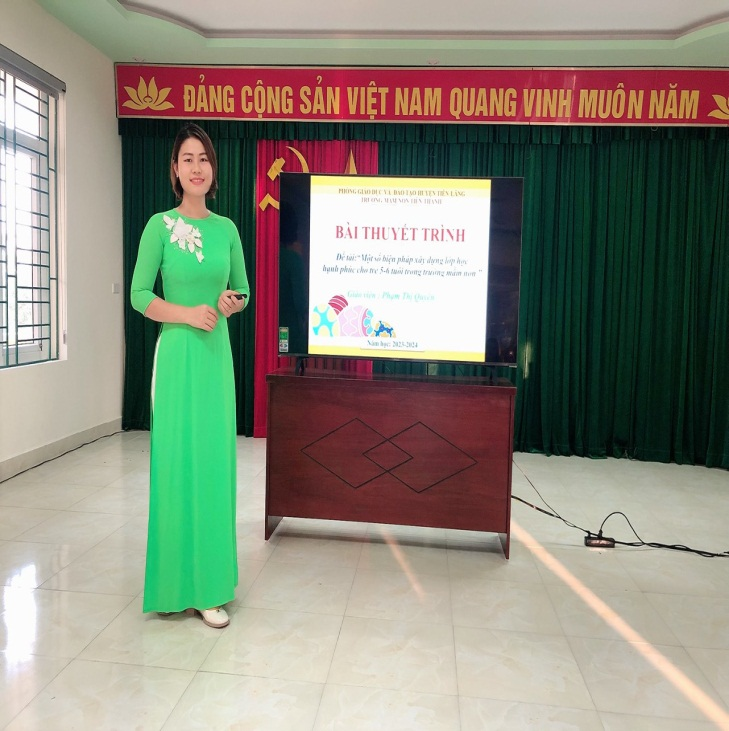 ĐẢNG CỘNG SẢN VIỆT NAM QUANG VINH MUÔN NĂM
PHÒNG GIÁO DỤC VÀ ĐÀO TẠO HUYỆN TIÊN LÃNG
TRƯỜNG MẦM NON TIÊN THANH
BÀI THUYẾT TRÌNH
Đề tài: "Một số biện pháp xây dựng lớp học
hạnh phúc cho trẻ 5-6 tuổi trong trường mầm non"
Giáo viên : Phạm Thị Quyên
Năm học: 2023-2024